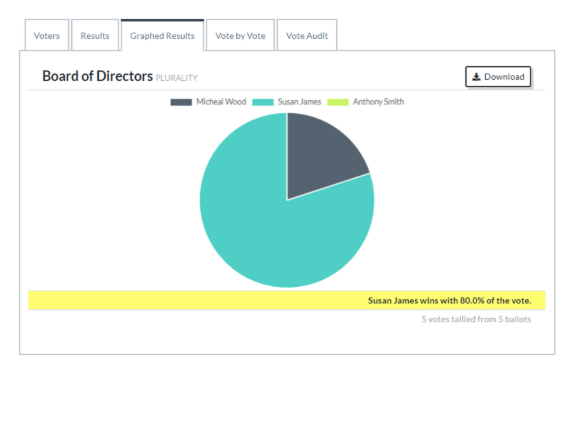 Voters Results Graphed Results Vote by Vote Vote Audit
Board of Directors PLURALITY Download
Micheal Wood Susan James Anthony Smith
Susan James wins with 80.0% of the vote.
5 votes tallied from 5 ballots